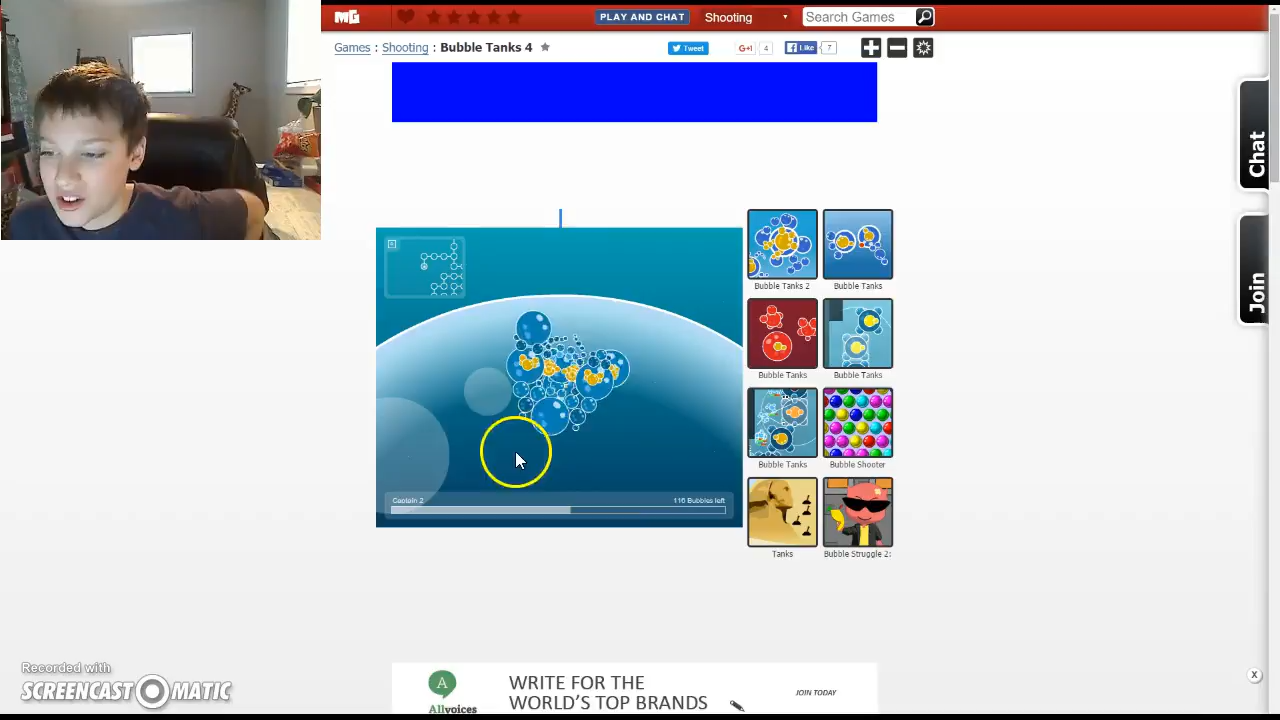 MG
PLAY AND CHAT
Shooting
Search Games
Games : Shooting : Bubble Tanks 4
Tweet
G+1 4
Like 7
Chat
Join
Bubble Tanks 2
Bubble Tanks
Bubble Tanks
Bubble Tanks
Bubble Tanks
Bubble Shooter
Tanks
Bubble Struggle 2:
Captain 2
116 Bubbles left
Recorded with
SCREENCAST MATIC
A
Allvoices
WRITE FOR THE
WORLD'S TOP BRANDS
JOIN TODAY
X